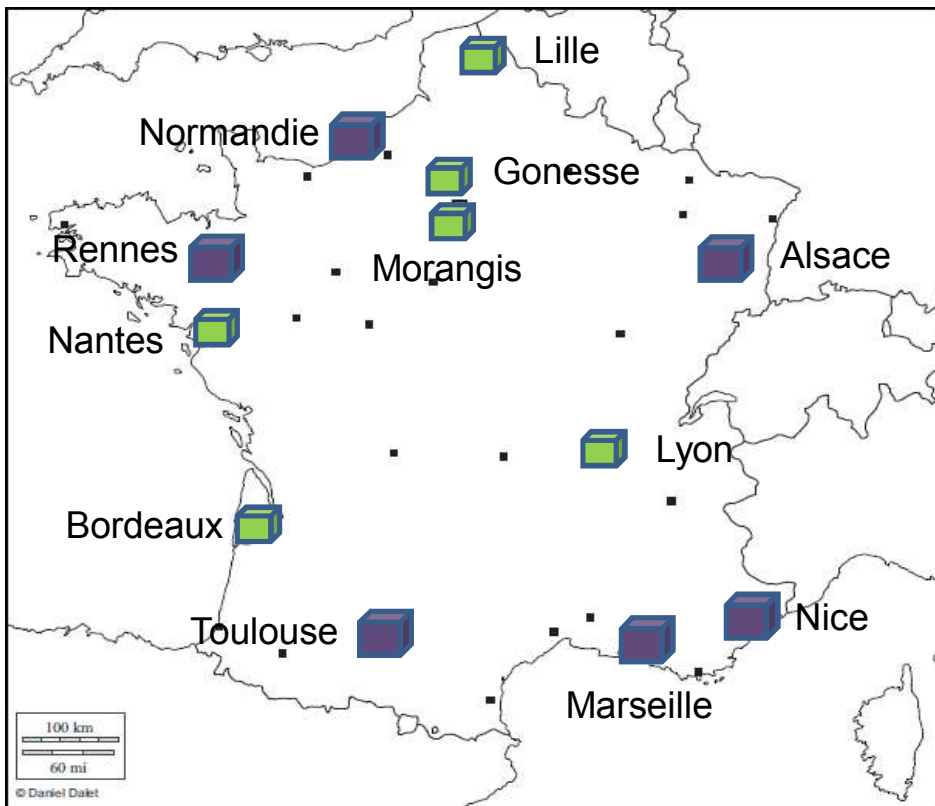 Lille
Normandie
Gonesse
Rennes
Morangis
Alsace
Nantes
Lyon
Bordeaux
Toulouse
Nice
Marseille
100 km
60 mi
© Daniel Dalet